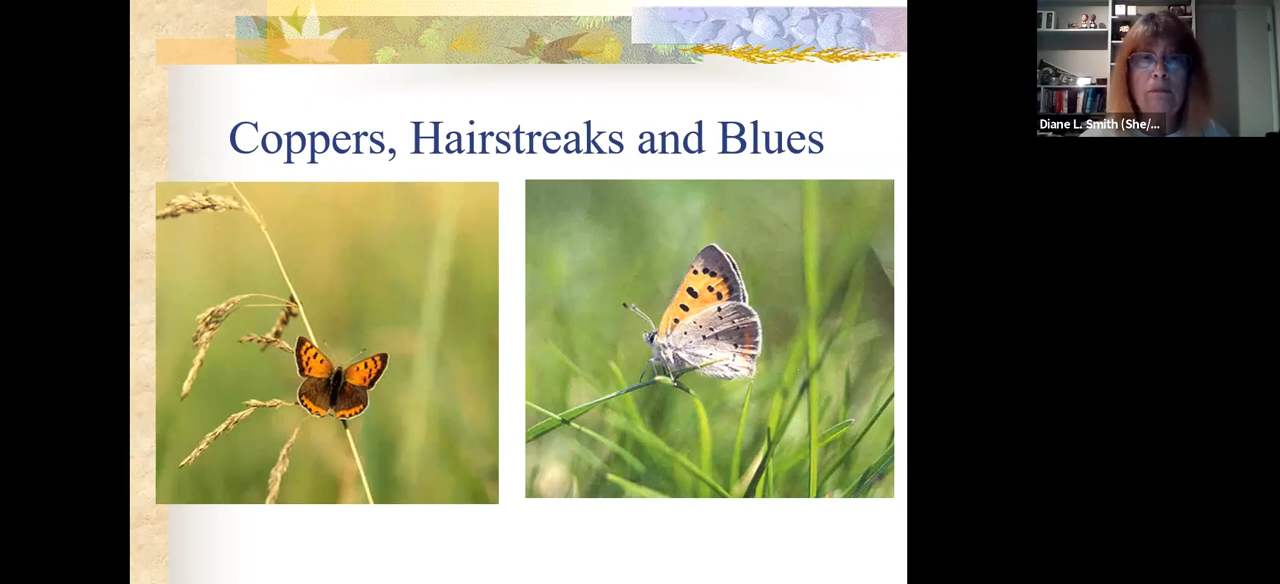 Coppers, Hairstreaks and Blues
Diane L. Smith (She/...